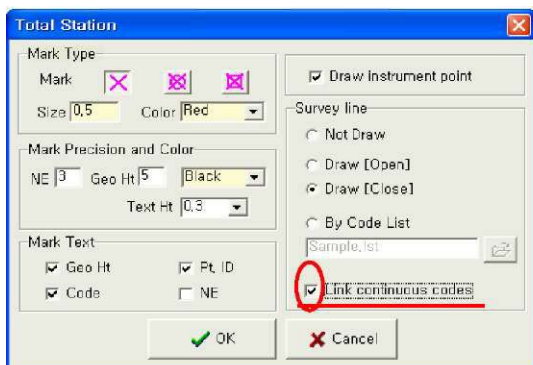 Total Station
Mark Type
Mark
Size 0,5 Color Red
Mark Precision and Color
NE 3 Geo Ht 5 Black
Text Ht 0,3
Mark Text
Geo Ht Pt, ID
Code NE
Draw Instrument point
Survey line
Not Draw
Draw [Open]
Draw [Close]
By Code List
Sample,lst
Link continuous codes
OK Cancel